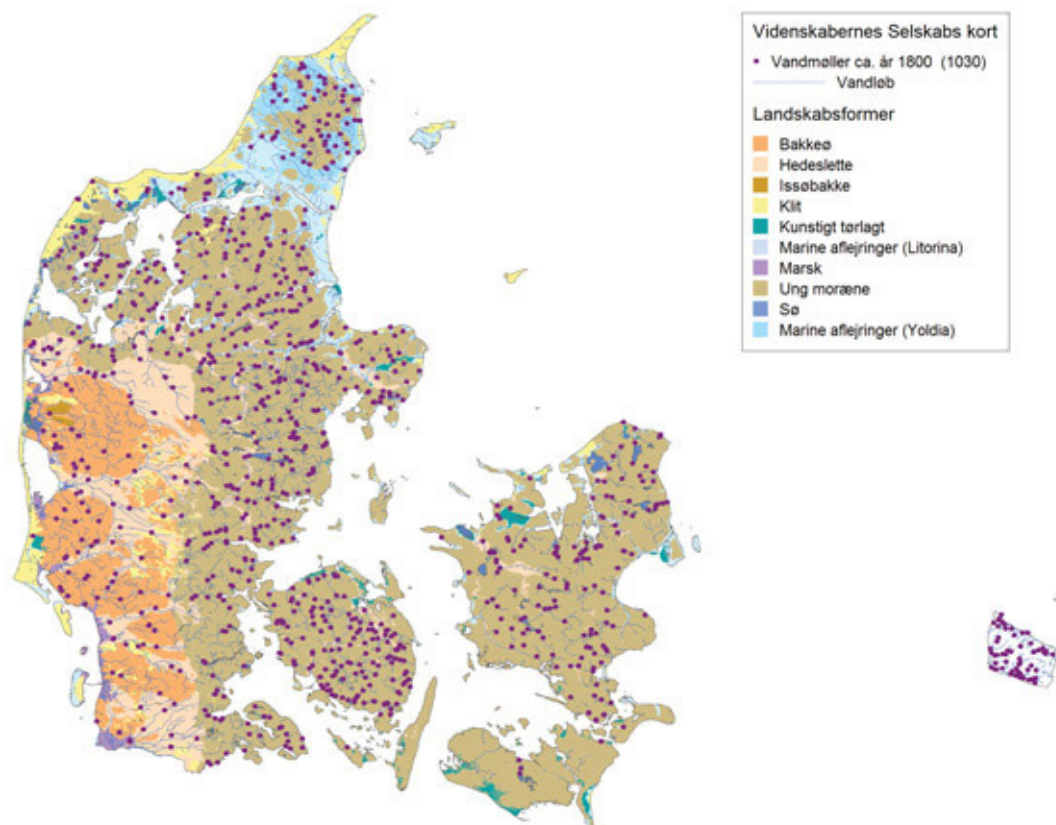 Videnskabernes Selskabs kort
Vandmøller ca. år 1800 (1030)
Vandløb
Landskabsformer
Bakkeø
Hedeslette
Issøbakke
Klit
Kunstigt tørlagt
Marine aflejringer (Litorina)
Marsk
Ung moræne
Sø
Marine aflejringer (Yoldia)